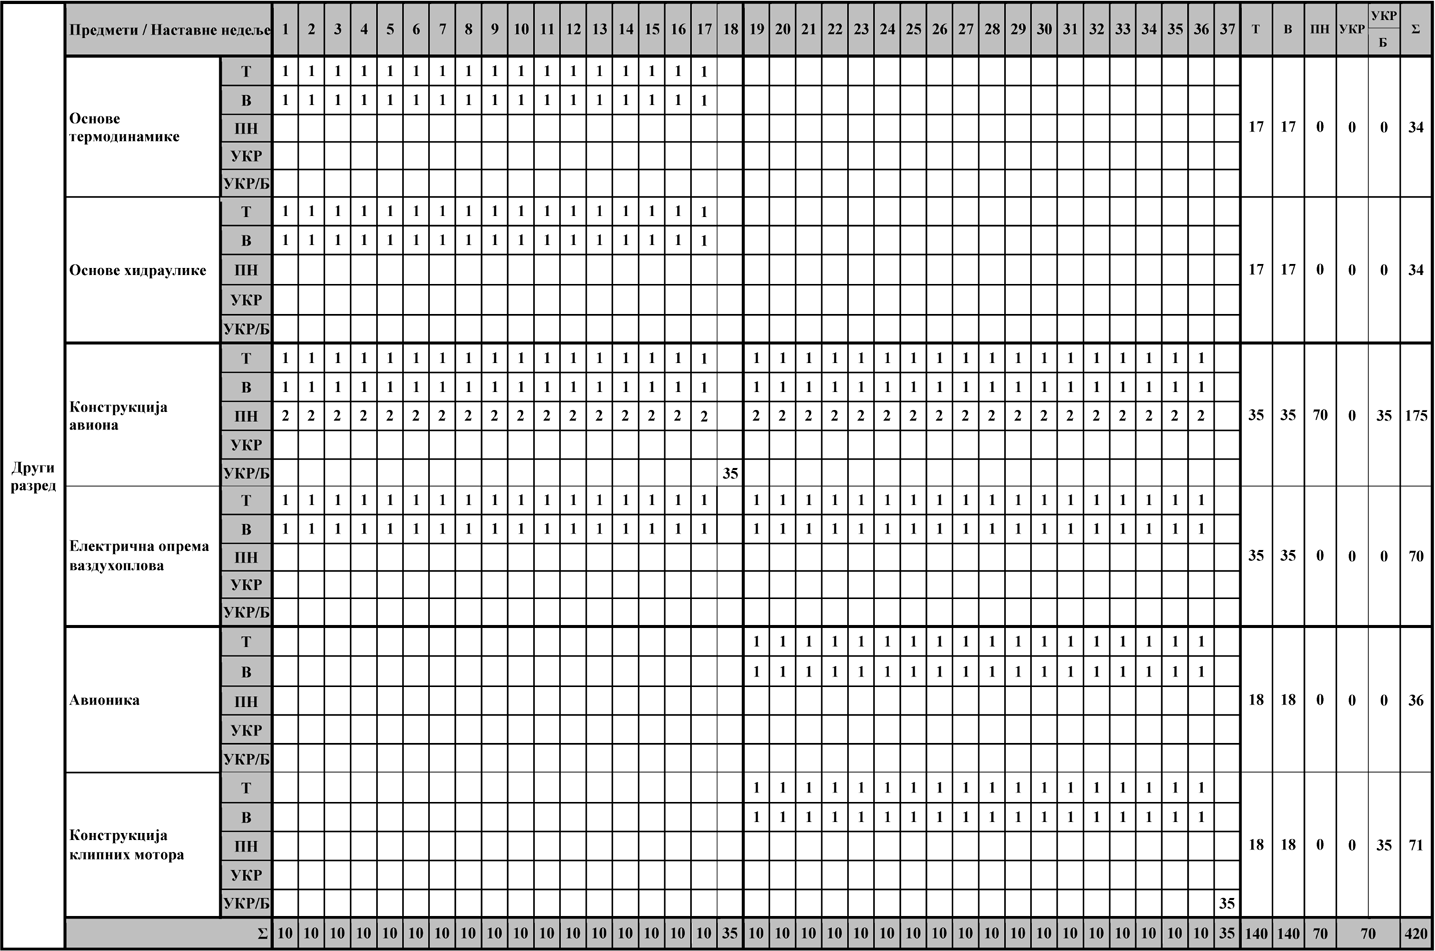 Предмети / Наставне недеље 1 2 3 4 5 6 7 8 9 10 11 12 13 14 15 16 17 18 19 20 21 22 23 24 25 26 27 28 29 30 31 32 33 34 35 36 37 Т В ПН УКР УКР Б Σ
Други разред
Основе термодинамике
Т 1 1 1 1 1 1 1 1 1 1 1 1 1 1 1 1 1
В 1 1 1 1 1 1 1 1 1 1 1 1 1 1 1 1 1
ПН
УКР
УКР/Б
17 17 0 0 0 34
Основе хидраулике
Т 1 1 1 1 1 1 1 1 1 1 1 1 1 1 1 1 1
В 1 1 1 1 1 1 1 1 1 1 1 1 1 1 1 1 1
ПН
УКР
УКР/Б
17 17 0 0 0 34
Конструкција авиона
Т 1 1 1 1 1 1 1 1 1 1 1 1 1 1 1 1 1 1 1 1 1 1 1 1 1 1 1 1 1 1 1 1 1 1 1
В 1 1 1 1 1 1 1 1 1 1 1 1 1 1 1 1 1 1 1 1 1 1 1 1 1 1 1 1 1 1 1 1 1 1 1
ПН 2 2 2 2 2 2 2 2 2 2 2 2 2 2 2 2 2 2 2 2 2 2 2 2 2 2 2 2 2 2 2 2 2 2 2
УКР
УКР/Б 35
35 35 70 0 35 175
Електрична опрема ваздухоплова
Т 1 1 1 1 1 1 1 1 1 1 1 1 1 1 1 1 1 1 1 1 1 1 1 1 1 1 1 1 1 1 1 1 1 1 1
В 1 1 1 1 1 1 1 1 1 1 1 1 1 1 1 1 1 1 1 1 1 1 1 1 1 1 1 1 1 1 1 1 1 1 1
ПН
УКР
УКР/Б
35 35 0 0 0 70
Авионика
Т 1 1 1 1 1 1 1 1 1 1 1 1 1 1 1 1 1 1
В 1 1 1 1 1 1 1 1 1 1 1 1 1 1 1 1 1 1
ПН
УКР
УКР/Б
18 18 0 0 0 36
Конструкција клипних мотора
Т 1 1 1 1 1 1 1 1 1 1 1 1 1 1 1 1 1 1
В 1 1 1 1 1 1 1 1 1 1 1 1 1 1 1 1 1 1
ПН
УКР
УКР/Б 35
18 18 0 0 35 71
Σ 10 10 10 10 10 10 10 10 10 10 10 10 10 10 10 10 10 35 10 10 10 10 10 10 10 10 10 10 10 10 10 10 10 10 10 10 35 140 140 70 70 420